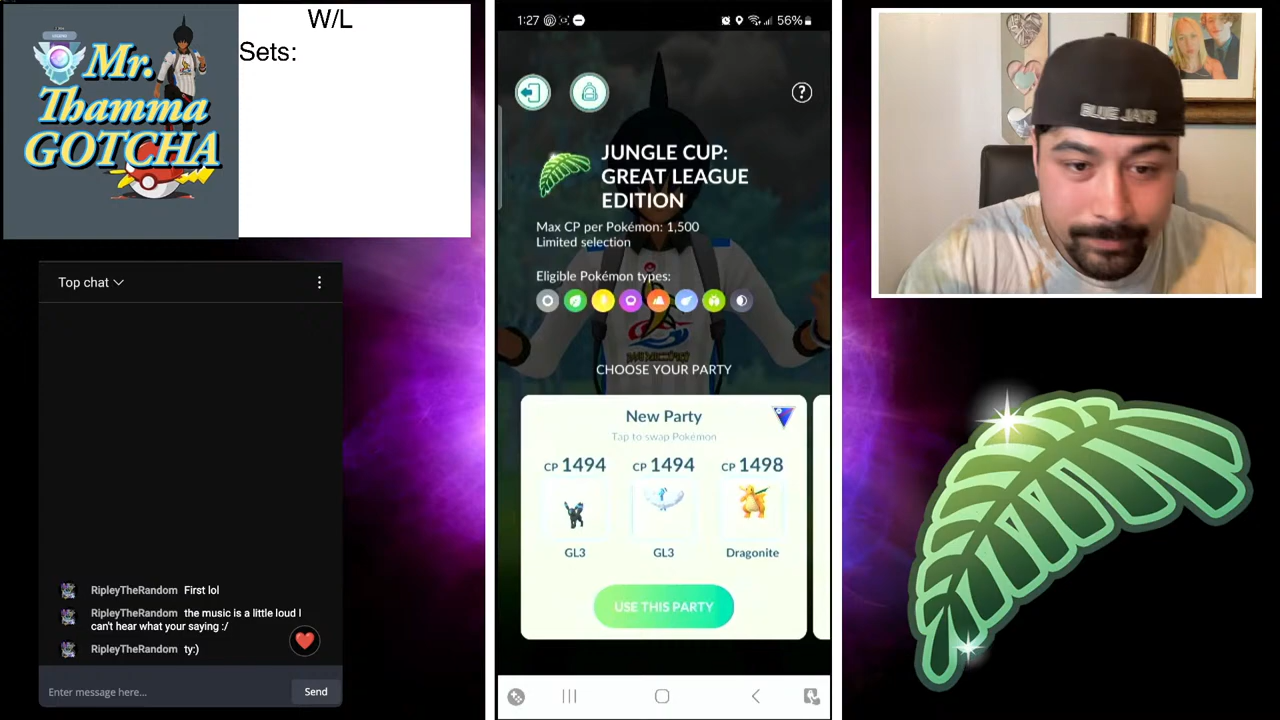 W/L
Sets:
Mr.
Thamma
GOTCHA
Top chat
RipleyTheRandom First lol
RipleyTheRandom the music is a little loud I
can't hear what your saying :/
RipleyTheRandom ty:)
Enter message here...
Send
1:27
56%
JUNGLE CUP:
GREAT LEAGUE
EDITION
Max CP per Pokémon: 1,500
Limited selection
Eligible Pokémon types:
CHOOSE YOUR PARTY
New Party
Tap to swap Pokémon
CP 1494
CP 1494
CP 1498
GL3
GL3
Dragonite
USE THIS PARTY
BLUE JAYS